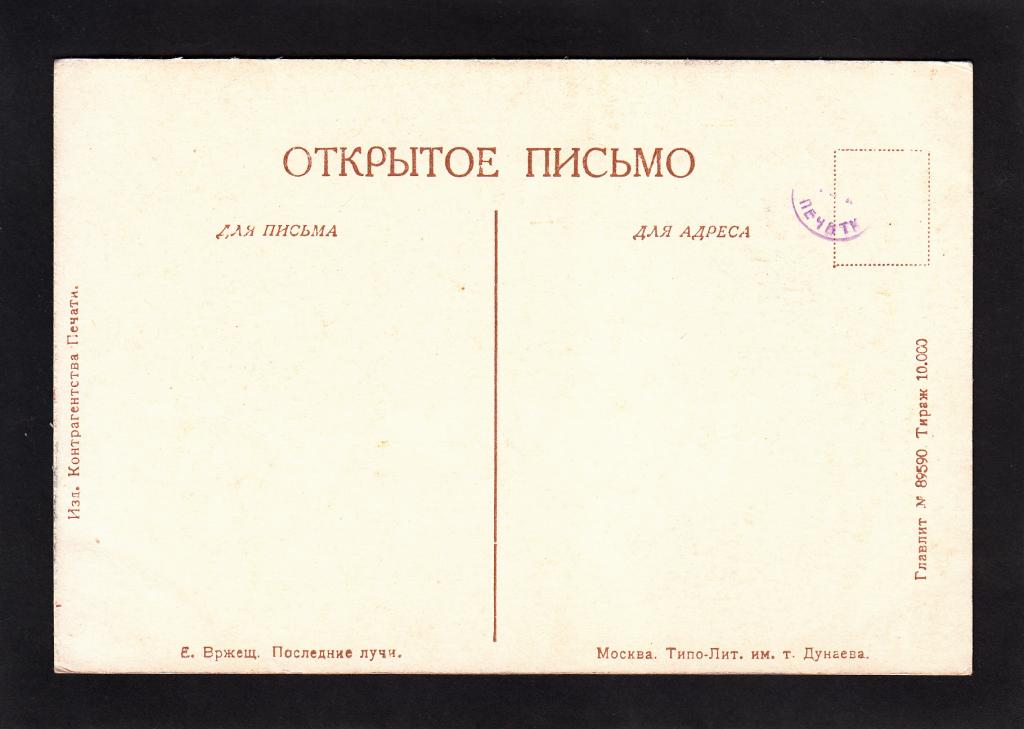 ОТКРЫТОЕ ПИСЬМО
ДЛЯ ПИСЬМА
ДЛЯ АДРЕСА
ПЕЧАТИ
Изд. Контрагентства Печати.
Главлит № 89590 Тираж 10.000
Е. Вржещ. Последние лучи.
Москва. Типо-Лит. им. т. Дунаева.